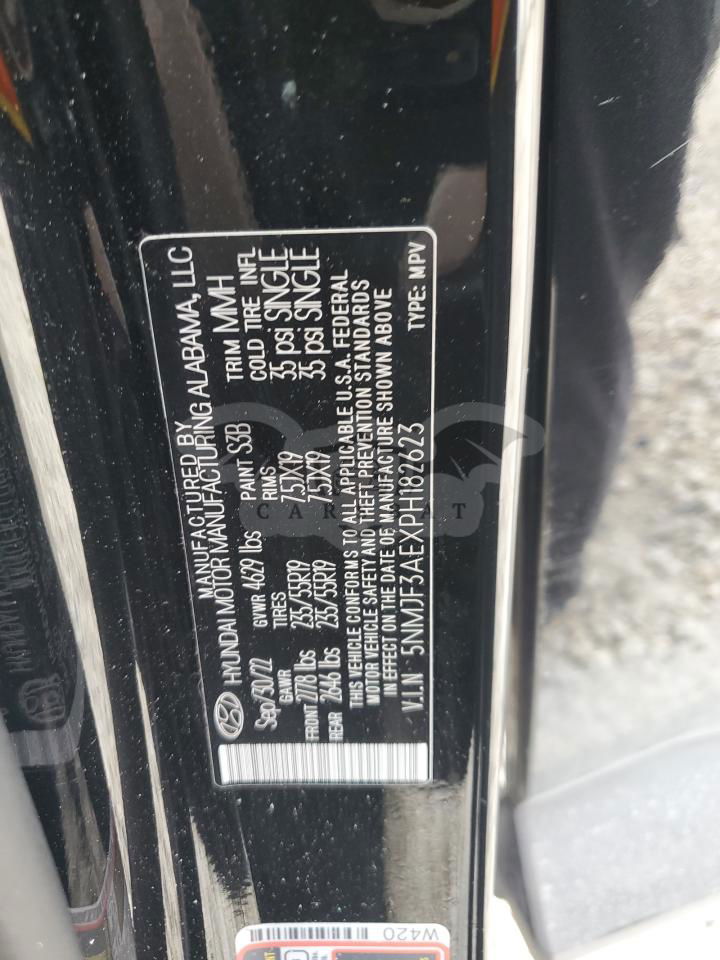 MANUFACTURED BY
HYUNDAI MOTOR MANUFACTURING ALABAMA, LLC
Sep/30/22 GVWR 4629 lbs PAINT S3B TRIM MMH
GAWR TIRES RIMS COLD TIRE INFL
FRONT 2778 lbs 235/55R19 7.5JX19 35 psi SINGLE
REAR 2646 lbs 235/55R19 7.5JX19 35 psi SINGLE
THIS VEHICLE CONFORMS TO ALL APPLICABLE U.S.A. FEDERAL
MOTOR VEHICLE SAFETY AND THEFT PREVENTION STANDARDS
IN EFFECT ON THE DATE OF MANUFACTURE SHOWN ABOVE
V.I.N 5NMJF3AEXPH182623 TYPE: MPV
W420